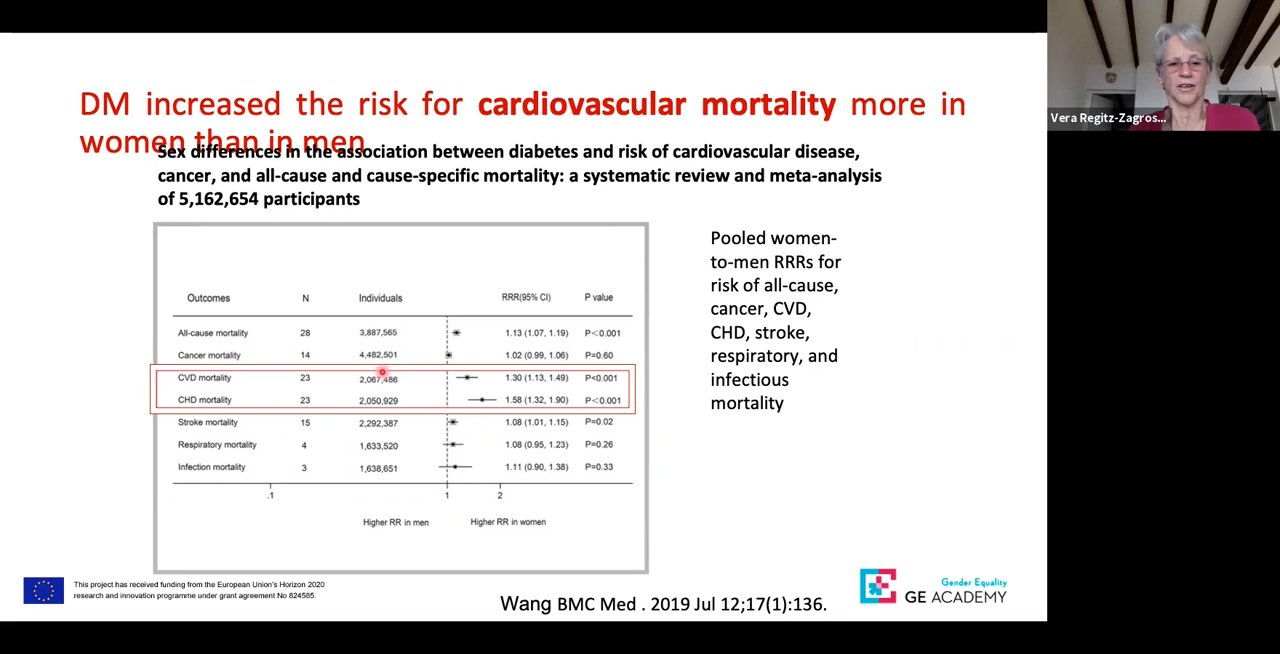 DM increased the risk for cardiovascular mortality more in
women than in men
Sex differences in the association between diabetes and risk of cardiovascular disease,
cancer, and all-cause and cause-specific mortality: a systematic review and meta-analysis
of 5,162,654 participants
Outcomes N Individuals RRR(95% CI) P value
All-cause mortality 28 3,887,565 1.13 (1.07, 1.19) P<0.001
Cancer mortality 14 4,482,501 1.02 (0.99, 1.06) P=0.60
CVD mortality 23 2,067,486 1.30 (1.13, 1.49) P<0.001
CHD mortality 23 2,050,929 1.58 (1.32, 1.90) P<0.001
Stroke mortality 15 2,292,387 1.08 (1.01, 1.15) P=0.02
Respiratory mortality 4 1,633,520 1.08 (0.95, 1.23) P=0.26
Infection mortality 3 1,638,651 1.11 (0.90, 1.38) P=0.33
.1 1 2
Higher RR in men Higher RR in women
Pooled women-
to-men RRRs for
risk of all-cause,
cancer, CVD,
CHD, stroke,
respiratory, and
infectious
mortality
This project has received funding from the European Union's Horizon 2020
research and innovation programme under grant agreement No 824585.
Wang BMC Med . 2019 Jul 12;17(1):136.
Gender Equality
GE ACADEMY
Vera Regitz-Zagros...